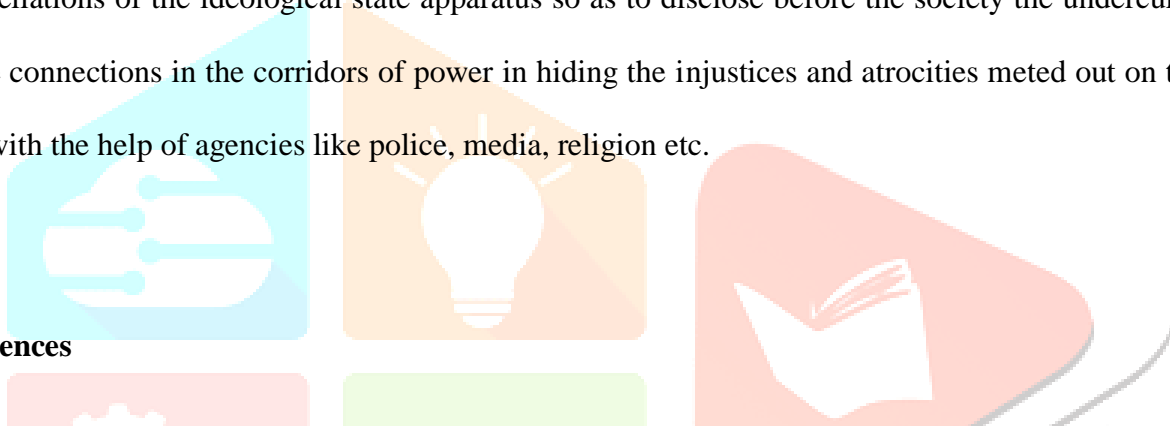 of the ideological state apparatus so as to disclose before the society the
connections in the corridors of power in hiding the injustices and atrocities meted out on
with the help of agencies like police, media, religion etc.
ences